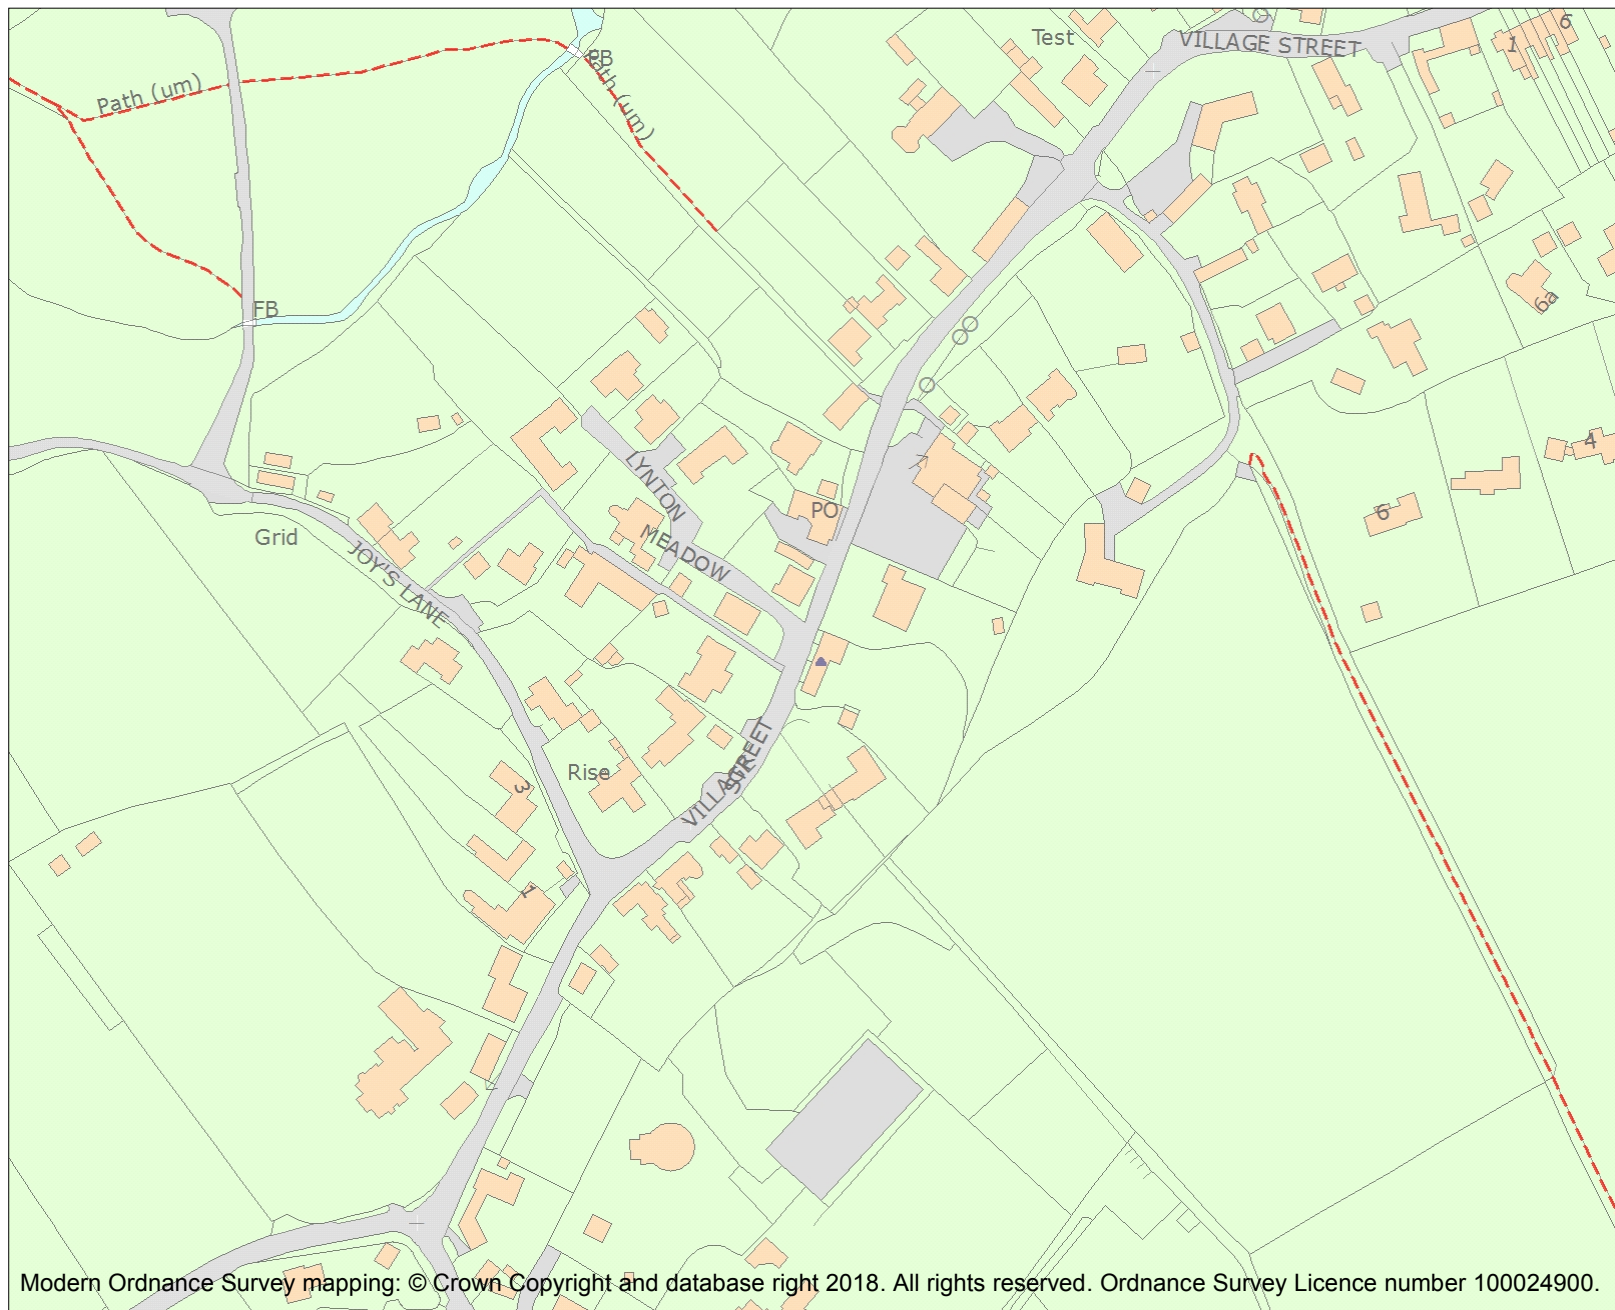 Test
VILLAGE STREET
1
6
FB
Path (um)
Path (um)
6a
FB
4
LYNTON
MEADOW
PO
6
Grid
JOY'S LANE
3
Rise
VILLAGE
STREET
1
Modern Ordnance Survey mapping: © Crown Copyright and database right 2018. All rights reserved. Ordnance Survey Licence number 100024900.